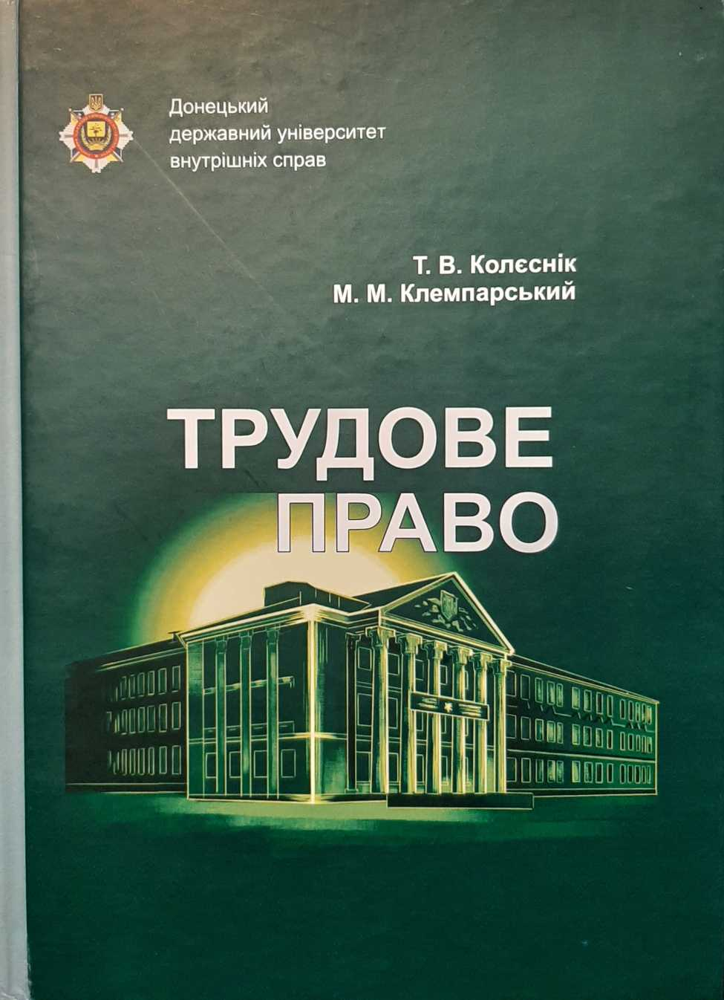 Донецький
державний університет
внутрішніх справ
Т. В. Колєснік
М. М. Клемпарський
ТРУДОВЕ
ПРАВО